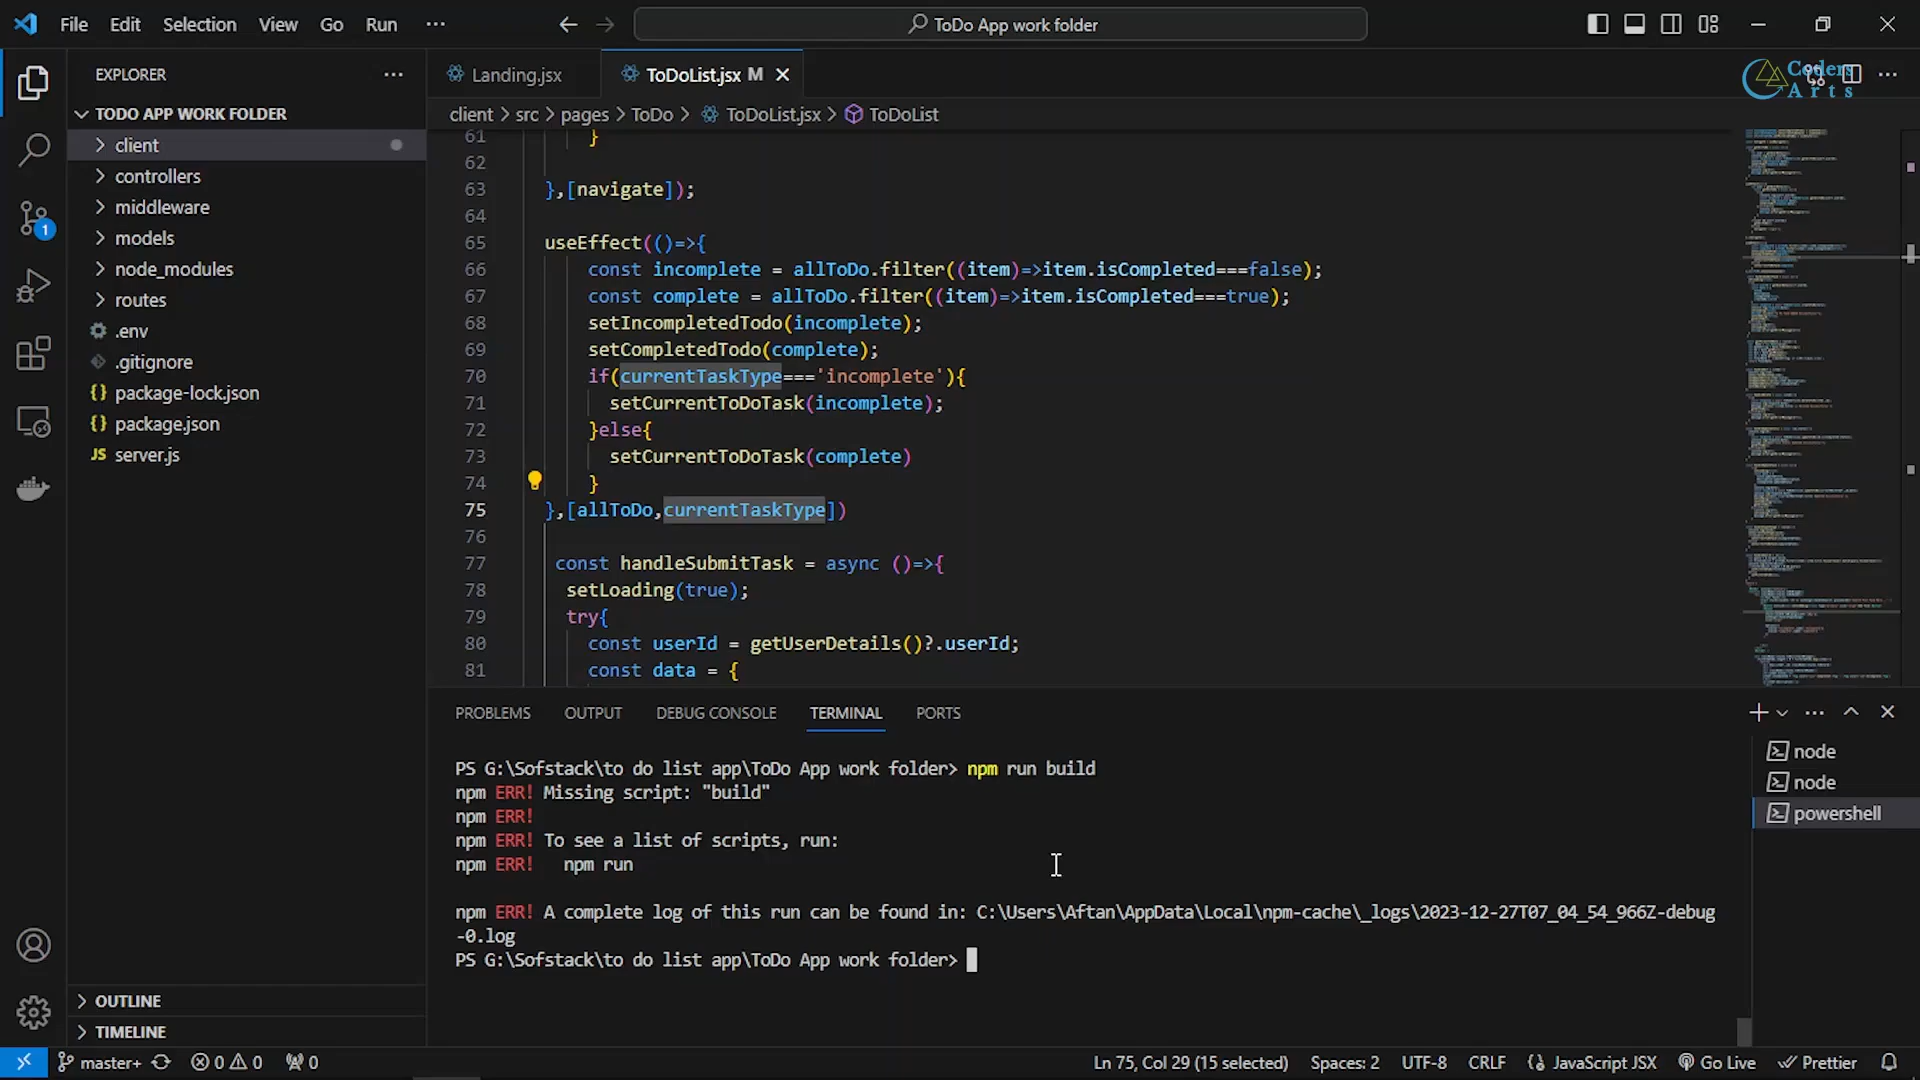 File Edit Selection View Go Run ··· ToDo App work folder
EXPLORER ···
Landing.jsx ToDoList.jsx M
Coders
Arts
TODO APP WORK FOLDER
client
controllers
middleware
models
node_modules
routes
.env
.gitignore
{} package-lock.json
{} package.json
JS server.js
OUTLINE
TIMELINE
client > src > pages > ToDo > ToDoList.jsx > ToDoList
61 }
62
63 },[navigate]);
64
65 useEffect(()=>{
66 const incomplete = allToDo.filter((item)=>item.isCompleted===false);
67 const complete = allToDo.filter((item)=>item.isCompleted===true);
68 setIncompletedTodo(incomplete);
69 setCompletedTodo(complete);
70 if(currentTaskType==='incomplete'){
71 setCurrentToDoTask(incomplete);
72 }else{
73 setCurrentToDoTask(complete)
74 }
75 },[allToDo,currentTaskType])
76
77 const handleSubmitTask = async ()=>{
78 setLoading(true);
79 try{
80 const userId = getUserDetails()?.userId;
81 const data = {
PROBLEMS OUTPUT DEBUG CONSOLE TERMINAL PORTS
PS G:\Sofstack\to do list app\ToDo App work folder> npm run build
npm ERR! Missing script: "build"
npm ERR!
npm ERR! To see a list of scripts, run:
npm ERR! npm run
npm ERR! A complete log of this run can be found in: C:\Users\Aftan\AppData\Local\npm-cache\_logs\2023-12-27T07_04_54_966Z-debug
-0.log
PS G:\Sofstack\to do list app\ToDo App work folder>
node
node
powershell
1
master+ 0 0 0 Ln 75, Col 29 (15 selected) Spaces: 2 UTF-8 CRLF JavaScript JSX Go Live Prettier